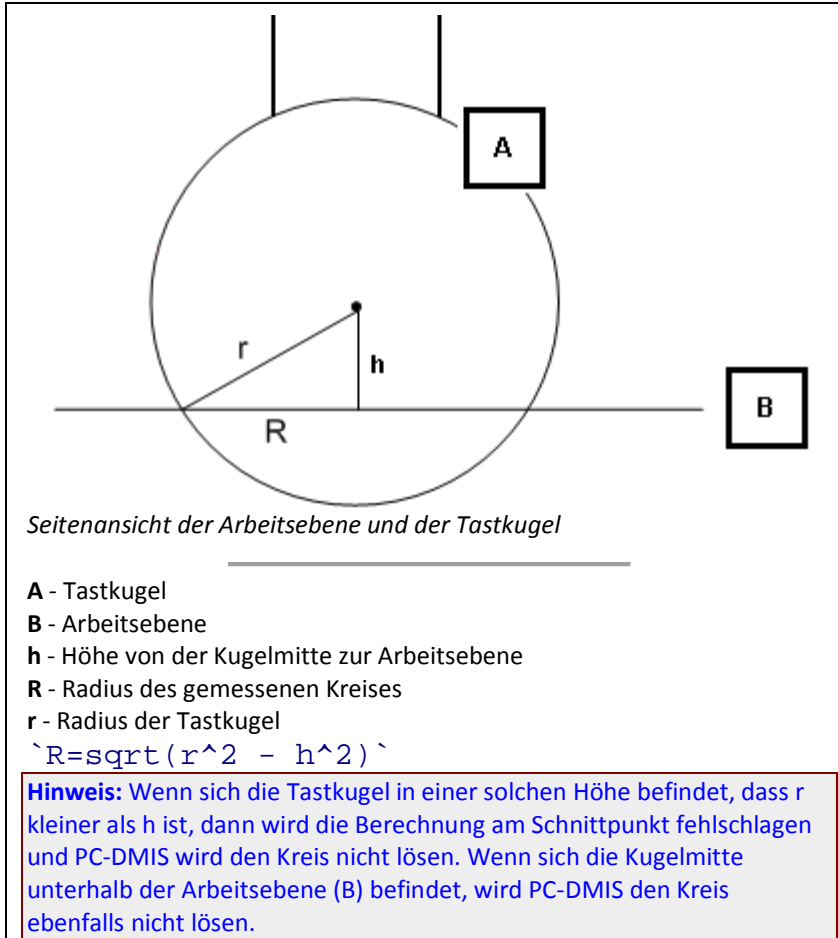 A
r
h
B
R
Seitenansicht der Arbeitsebene und der Tastkugel
A - Tastkugel
B - Arbeitsebene
h - Höhe von der Kugelmitte zur Arbeitsebene
R - Radius des gemessenen Kreises
r - Radius der Tastkugel
`R=sqrt(r^2 - h^2)`
Hinweis: Wenn sich die Tastkugel in einer solchen Höhe befindet, dass r
kleiner als h ist, dann wird die Berechnung am Schnittpunkt fehlschlagen
und PC-DMIS wird den Kreis nicht lösen. Wenn sich die Kugelmitte
unterhalb der Arbeitsebene (B) befindet, wird PC-DMIS den Kreis
ebenfalls nicht lösen.